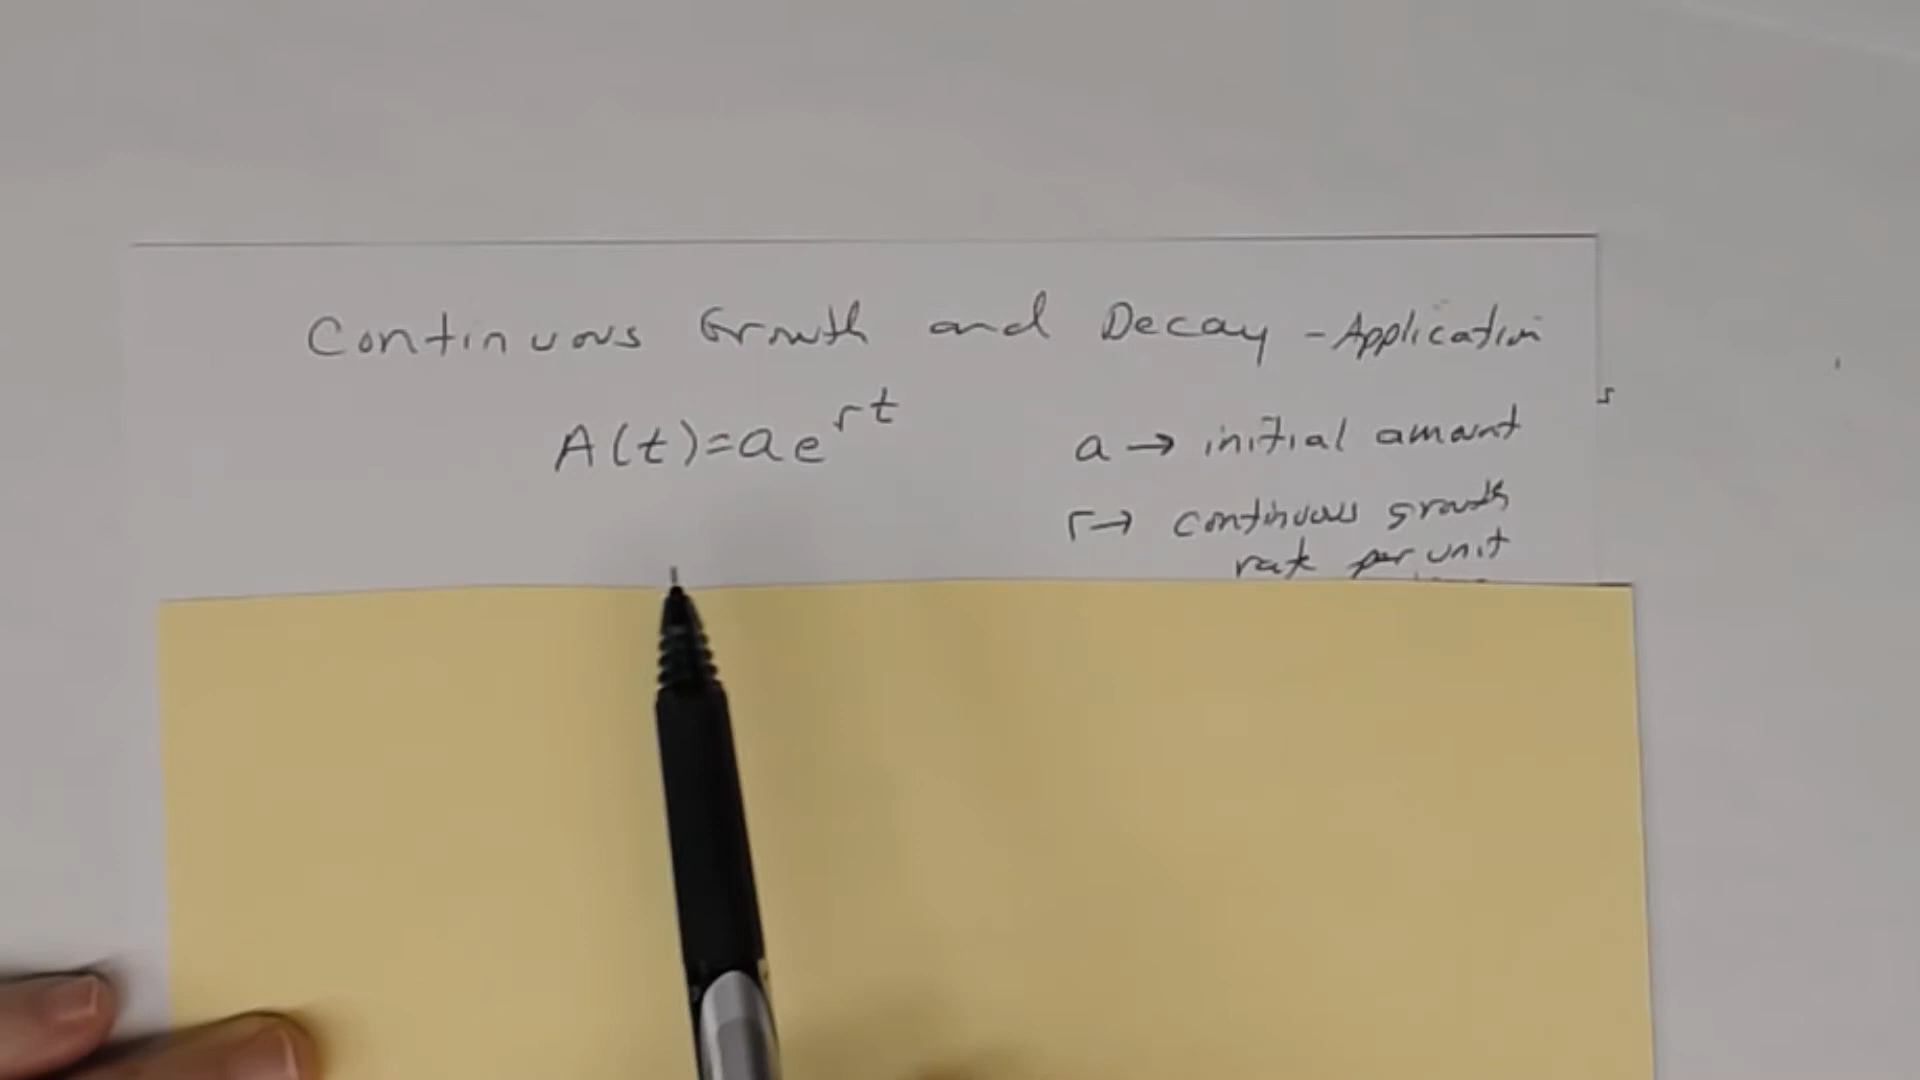 Continuous Growth and Decay - Application
s
A(t)=ae^{rt}
a → initial amount
r → continuous growth
rate per unit